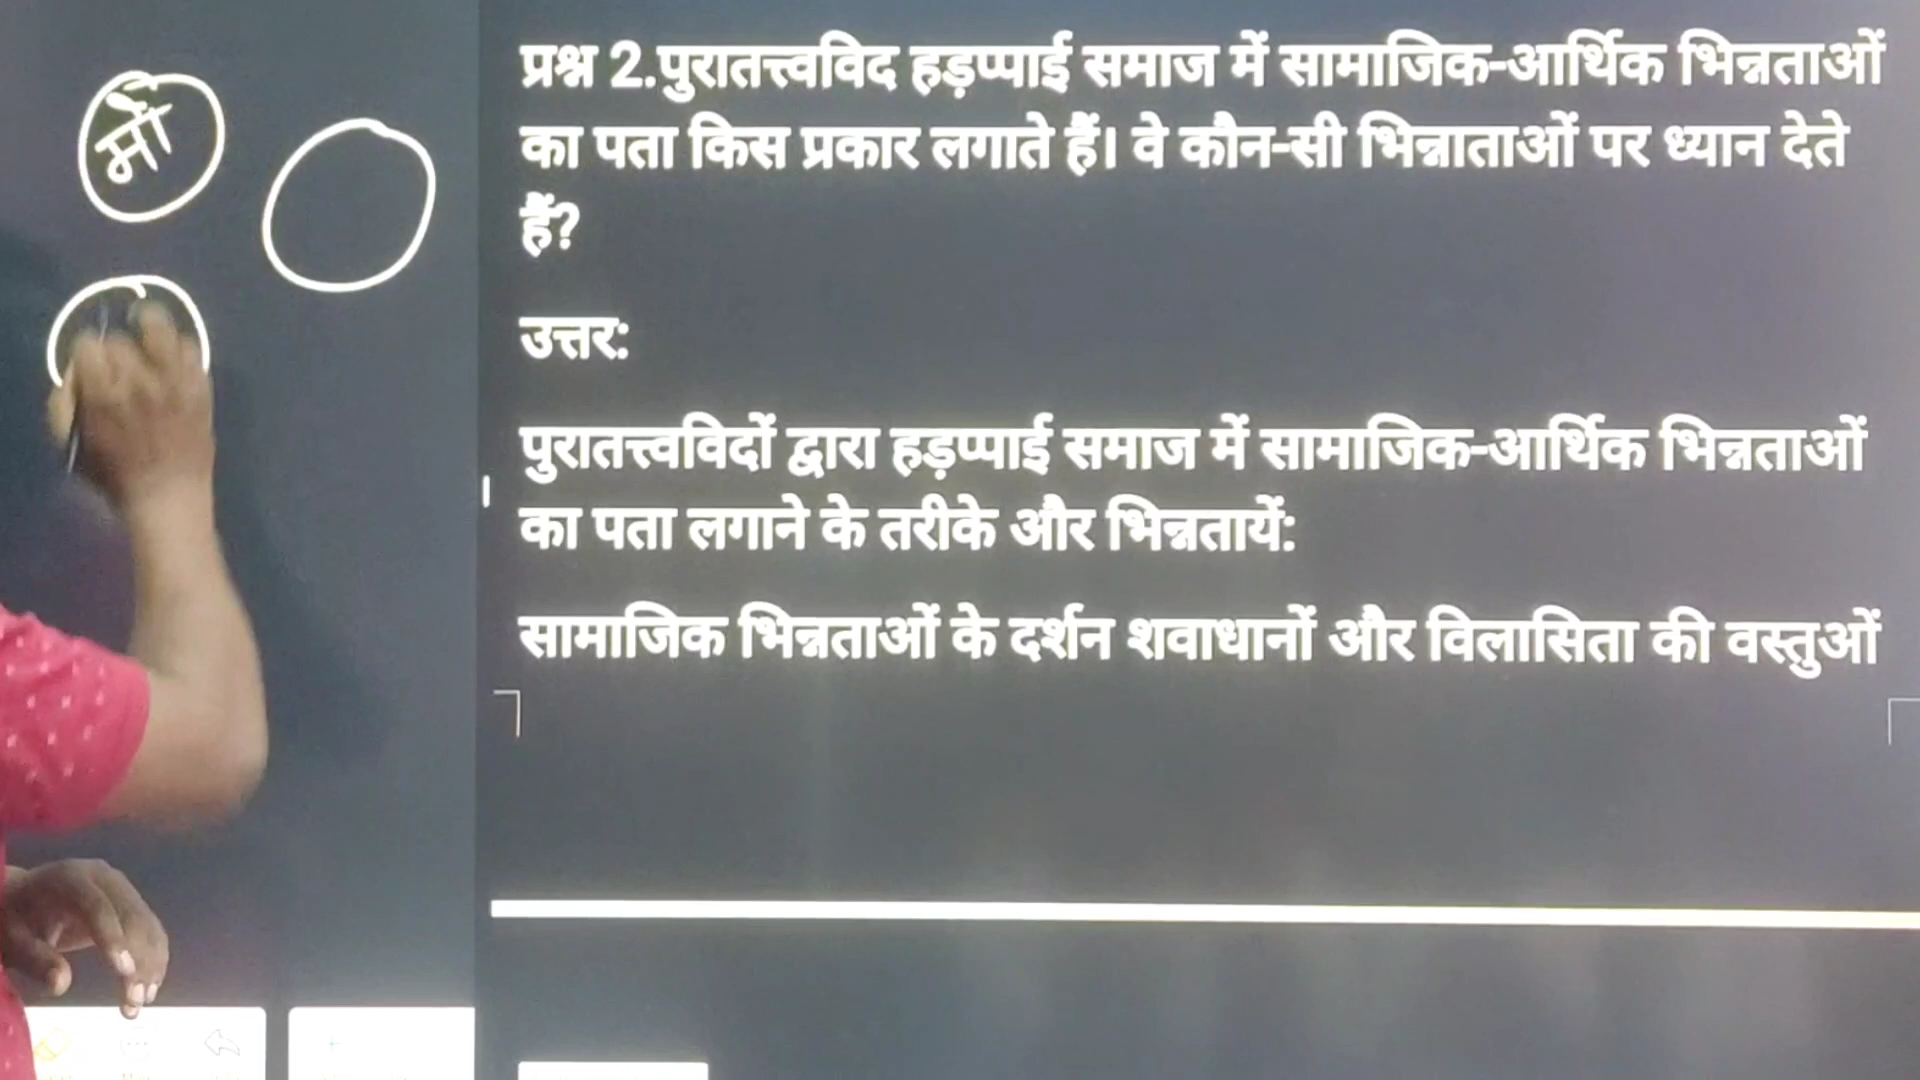 मो
प्रश्न 2.पुरातत्त्वविद हड़प्पाई समाज में सामाजिक-आर्थिक भिन्नताओं
का पता किस प्रकार लगाते हैं। वे कौन-सी भिन्नाताओं पर ध्यान देते
हैं?
उत्तर:
पुरातत्त्वविदों द्वारा हड़प्पाई समाज में सामाजिक-आर्थिक भिन्नताओं
का पता लगाने के तरीके और भिन्नतायें:
सामाजिक भिन्नताओं के दर्शन शवाधानों और विलासिता की वस्तुओं